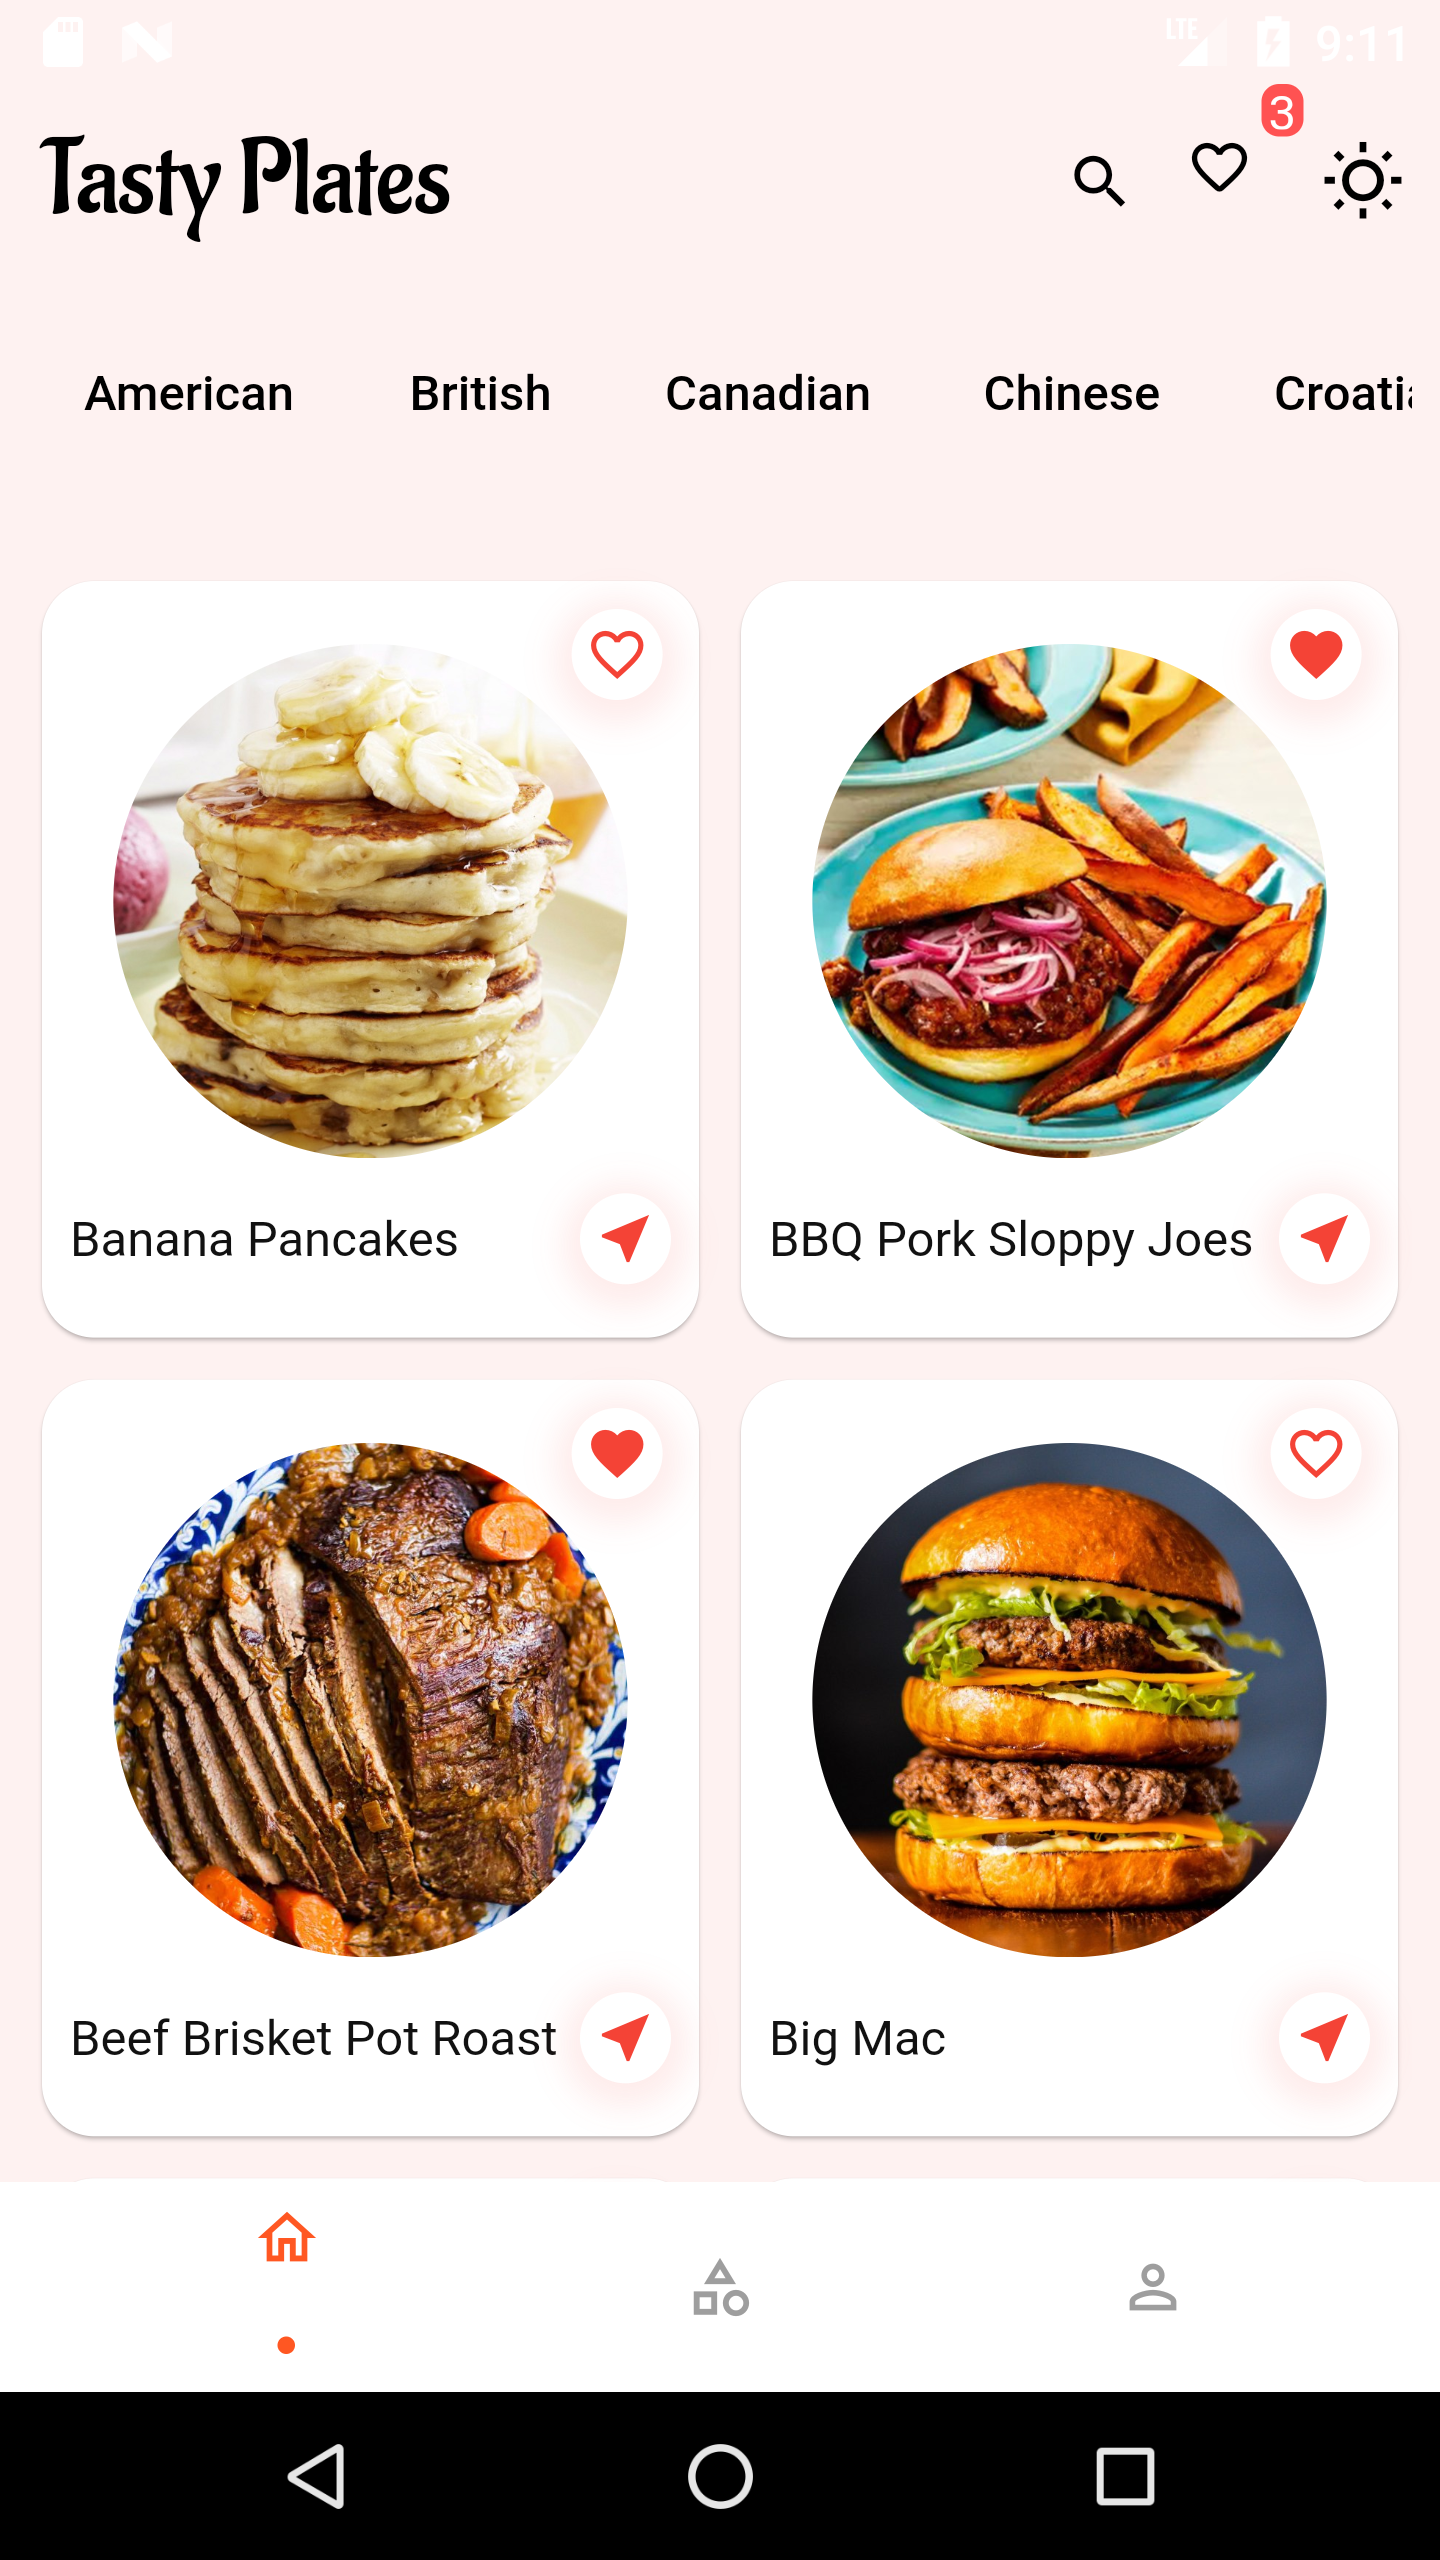 LTE 9:11
3
Tasty Plates
American British Canadian Chinese Croatia
Banana Pancakes
BBQ Pork Sloppy Joes
Beef Brisket Pot Roast
Big Mac